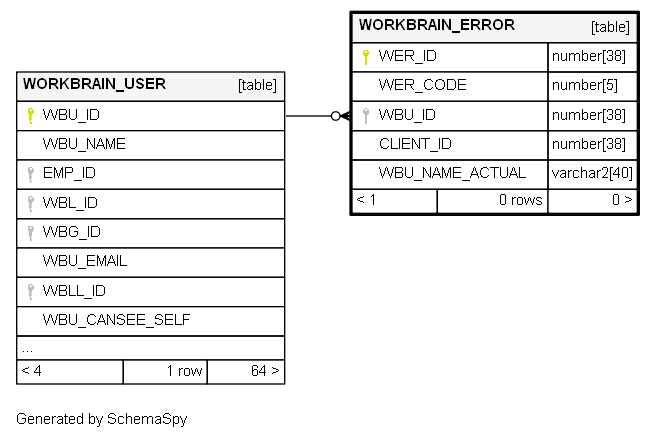 WORKBRAIN_ERROR [table]
WER_ID number[38]
WER_CODE number[5]
WBU_ID number[38]
CLIENT_ID number[38]
WBU_NAME_ACTUAL varchar2[40]
< 1 0 rows 0 >
WORKBRAIN_USER [table]
WBU_ID
WBU_NAME
EMP_ID
WBL_ID
WBG_ID
WBU_EMAIL
WBLL_ID
WBU_CANSEE_SELF
...
< 4 1 row 64 >
Generated by SchemaSpy